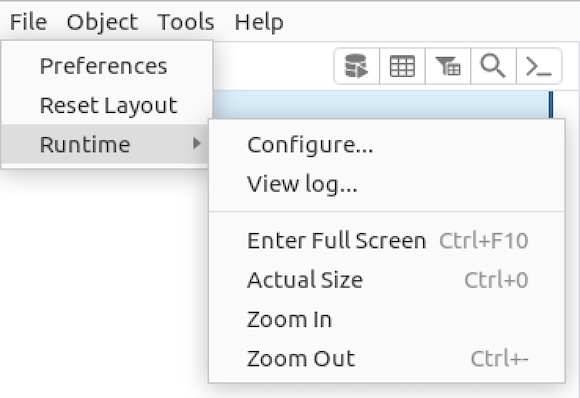 File Object Tools Help
Preferences
Reset Layout
Runtime
Configure...
View log...
Enter Full Screen Ctrl+F10
Actual Size Ctrl+0
Zoom In
Zoom Out Ctrl+-